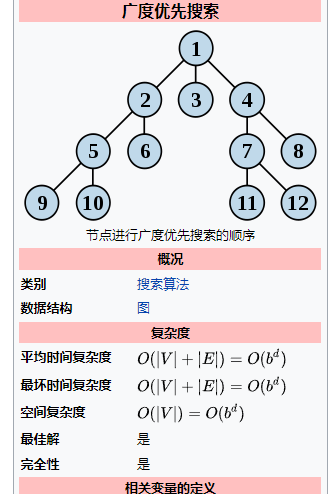 广度优先搜索
1
2 3 4
5 6 7 8
9 10 11 12
节点进行广度优先搜索的顺序
概况
类别 搜索算法
数据结构 图
复杂度
平均时间复杂度 O(|V| + |E|) = O(b^d)
最坏时间复杂度 O(|V| + |E|) = O(b^d)
空间复杂度 O(|V|) = O(b^d)
最佳解 是
完全性 是
相关变量的定义